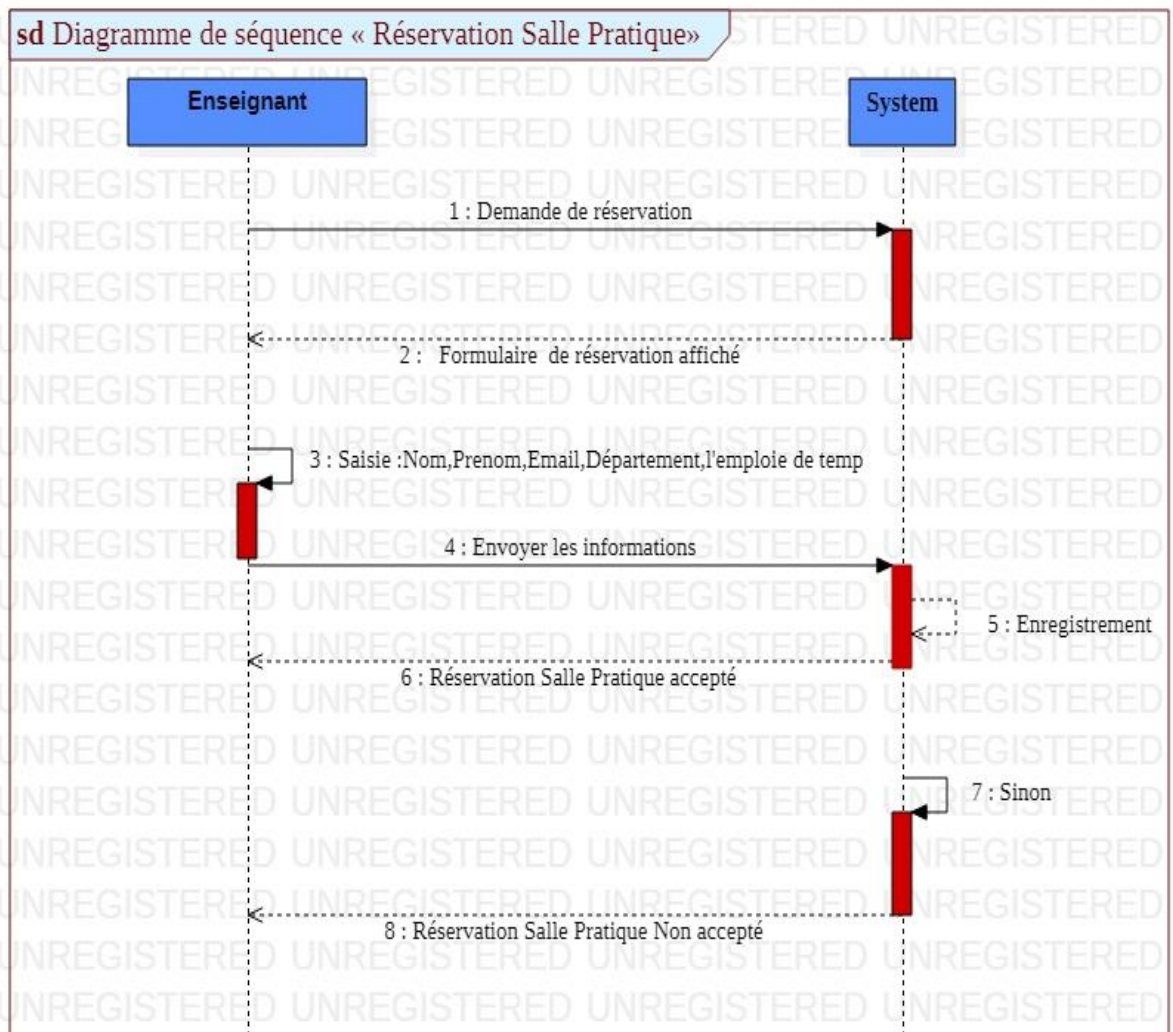 sd Diagramme de séquence « Réservation Salle Pratique»
Enseignant
System
1 : Demande de réservation
2 : Formulaire de réservation affiché
3 : Saisie :Nom,Prenom,Email,Département,l'emploie de temp
4 : Envoyer les informations
5 : Enregistrement
6 : Réservation Salle Pratique accepté
7 : Sinon
8 : Réservation Salle Pratique Non accepté
UNREGISTERED